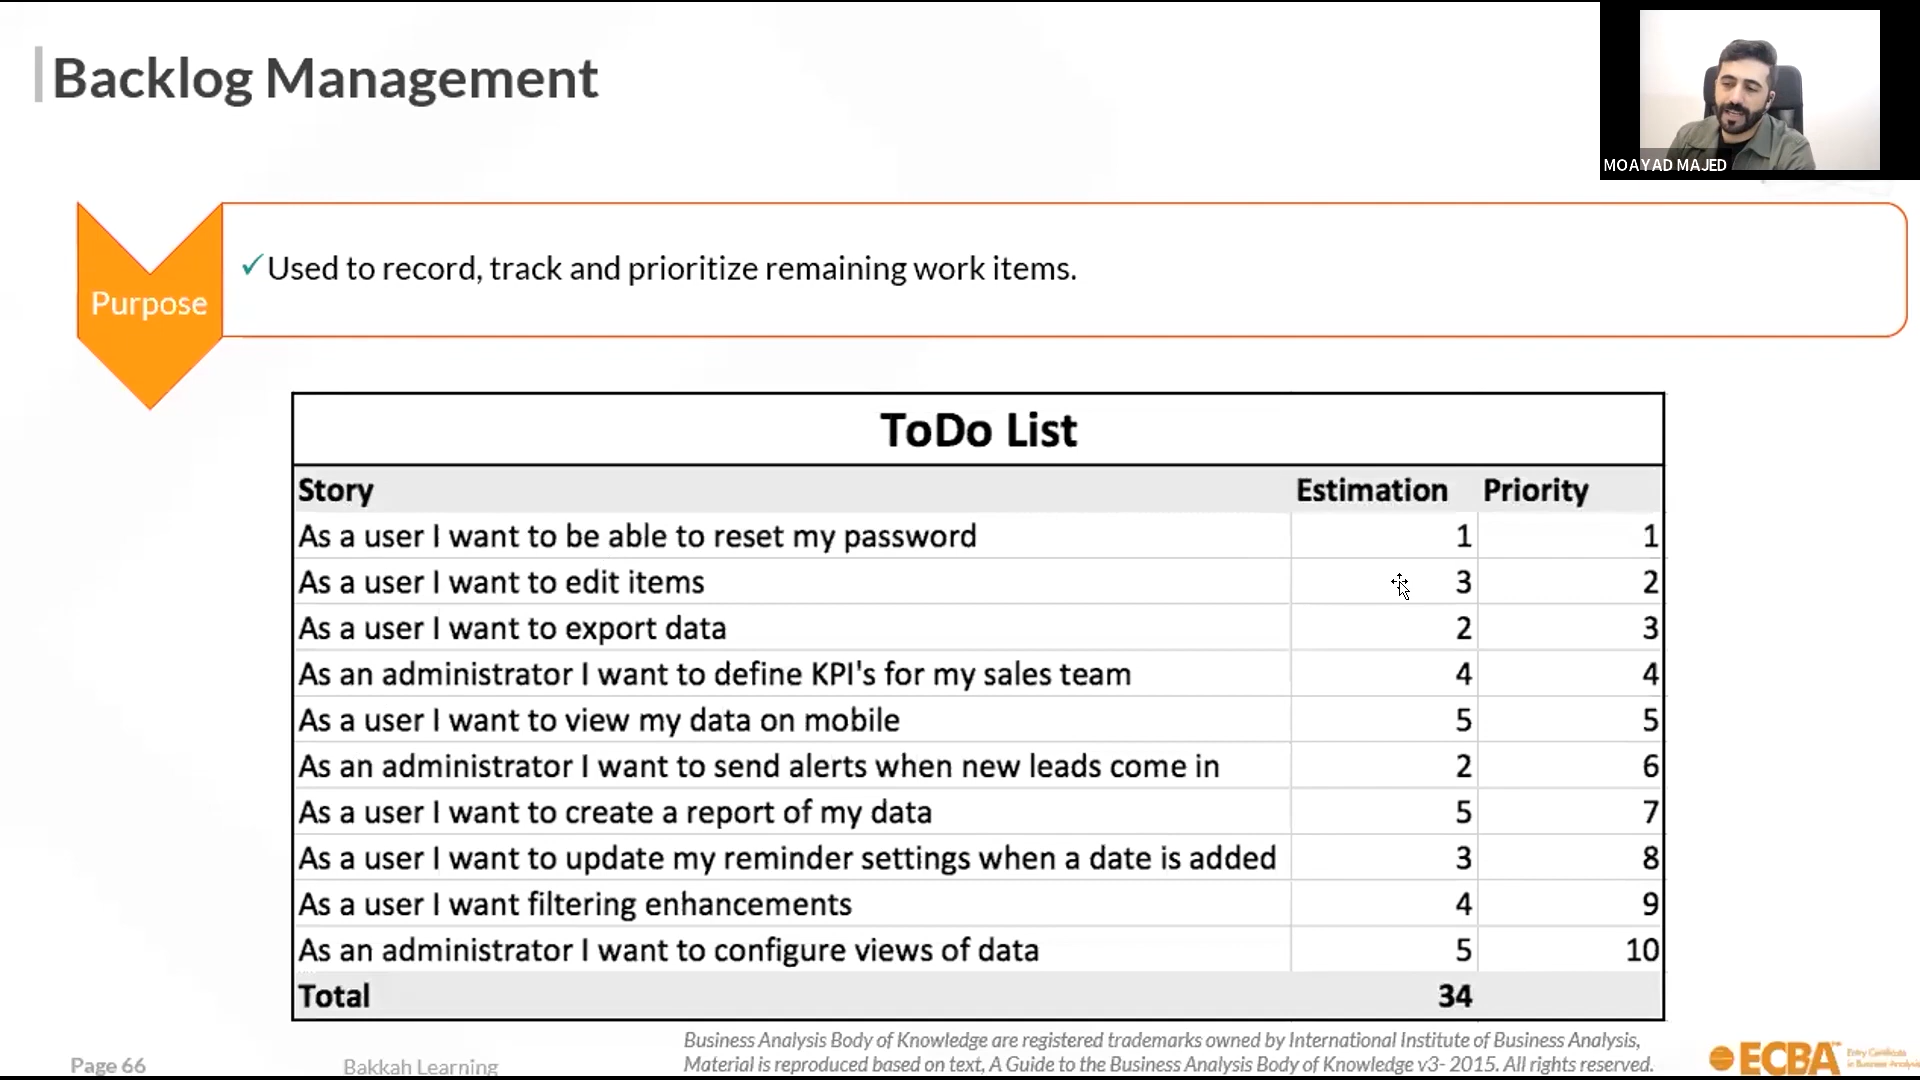 Backlog Management
MOAYAD MAJED
Purpose
✓Used to record, track and prioritize remaining work items.
ToDo List
Story Estimation Priority
As a user I want to be able to reset my password 1 1
As a user I want to edit items 3 2
As a user I want to export data 2 3
As an administrator I want to define KPI's for my sales team 4 4
As a user I want to view my data on mobile 5 5
As an administrator I want to send alerts when new leads come in 2 6
As a user I want to create a report of my data 5 7
As a user I want to update my reminder settings when a date is added 3 8
As a user I want filtering enhancements 4 9
As an administrator I want to configure views of data 5 10
Total 34
Page 66
Bakkah Learning
Business Analysis Body of Knowledge are registered trademarks owned by International Institute of Business Analysis,
Material is reproduced based on text, A Guide to the Business Analysis Body of Knowledge v3- 2015. All rights reserved.
ECBA
Entry Certificate
in Business Analysis